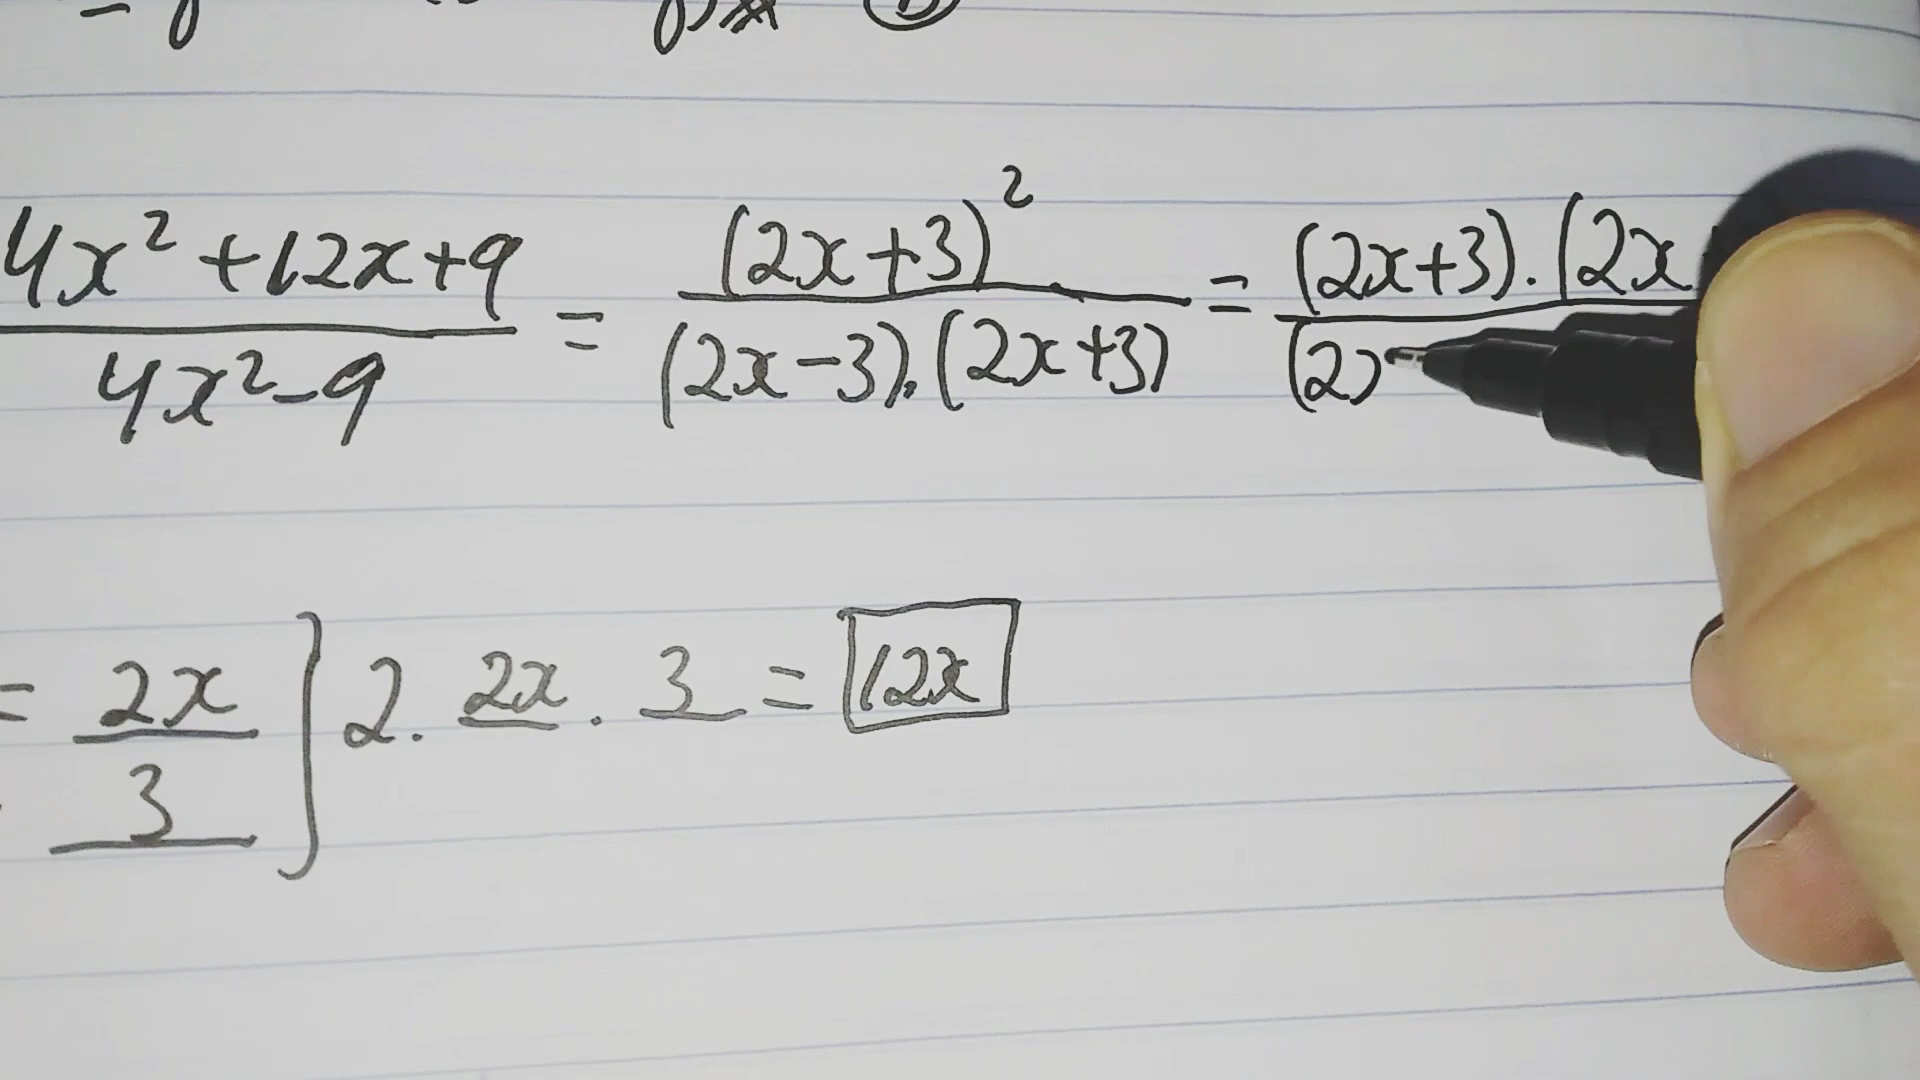 4x² + 12x + 9 / 4x² - 9 = (2x + 3)² / (2x - 3).(2x + 3) = (2x + 3).(2x / (2x
= 2x / 3 } 2. 2x . 3 = 12x